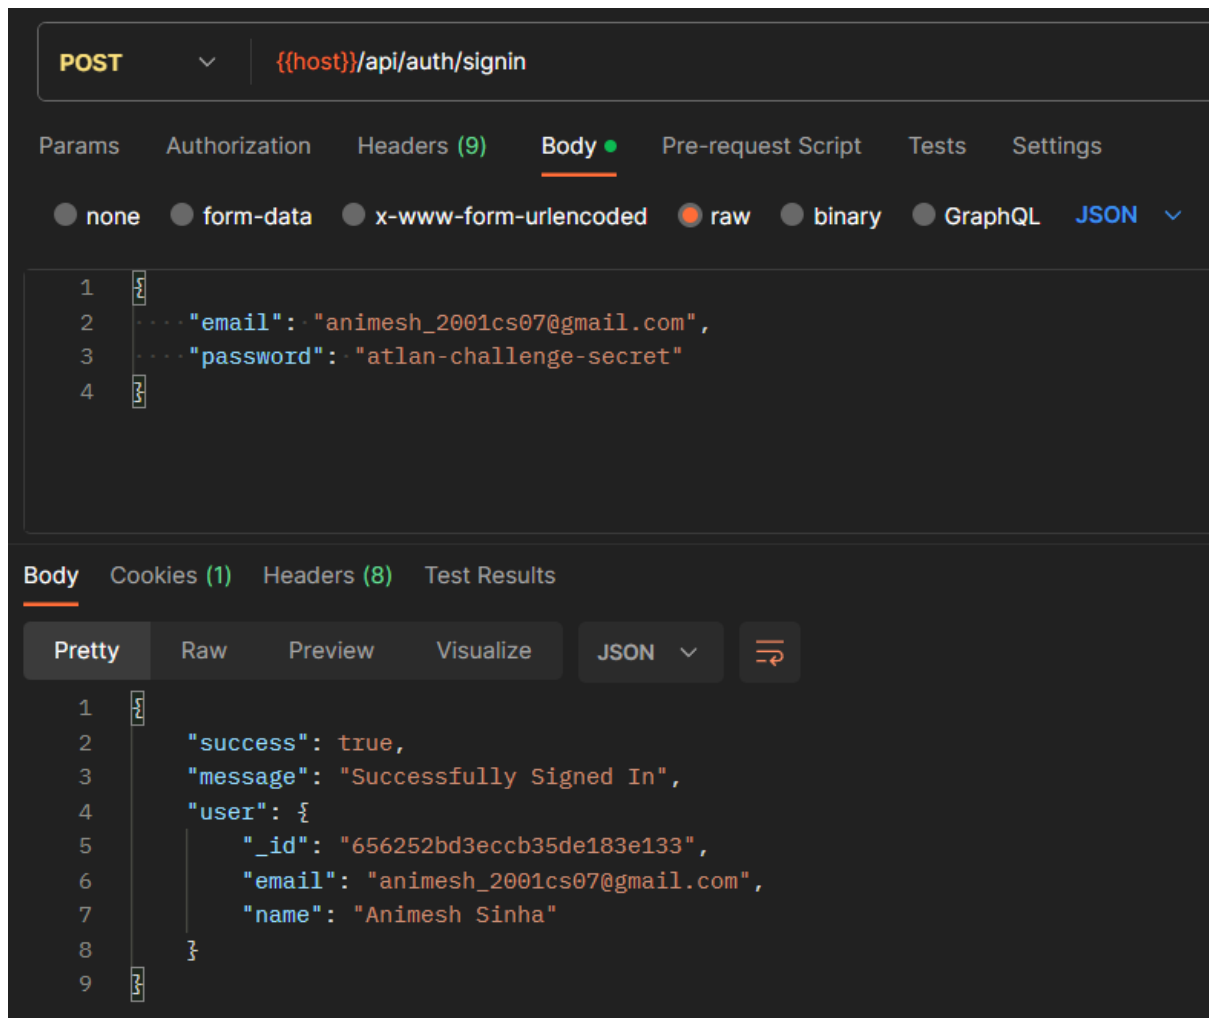 POST {{host}}/api/auth/signin
Params Authorization Headers (9) Body Pre-request Script Tests Settings
none form-data x-www-form-urlencoded raw binary GraphQL JSON
1 {
2 "email": "animesh_2001cs07@gmail.com",
3 "password": "atlan-challenge-secret"
4 }
Body Cookies (1) Headers (8) Test Results
Pretty Raw Preview Visualize JSON
1 {
2 "success": true,
3 "message": "Successfully Signed In",
4 "user": {
5 "_id": "656252bd3eccb35de183e133",
6 "email": "animesh_2001cs07@gmail.com",
7 "name": "Animesh Sinha"
8 }
9 }